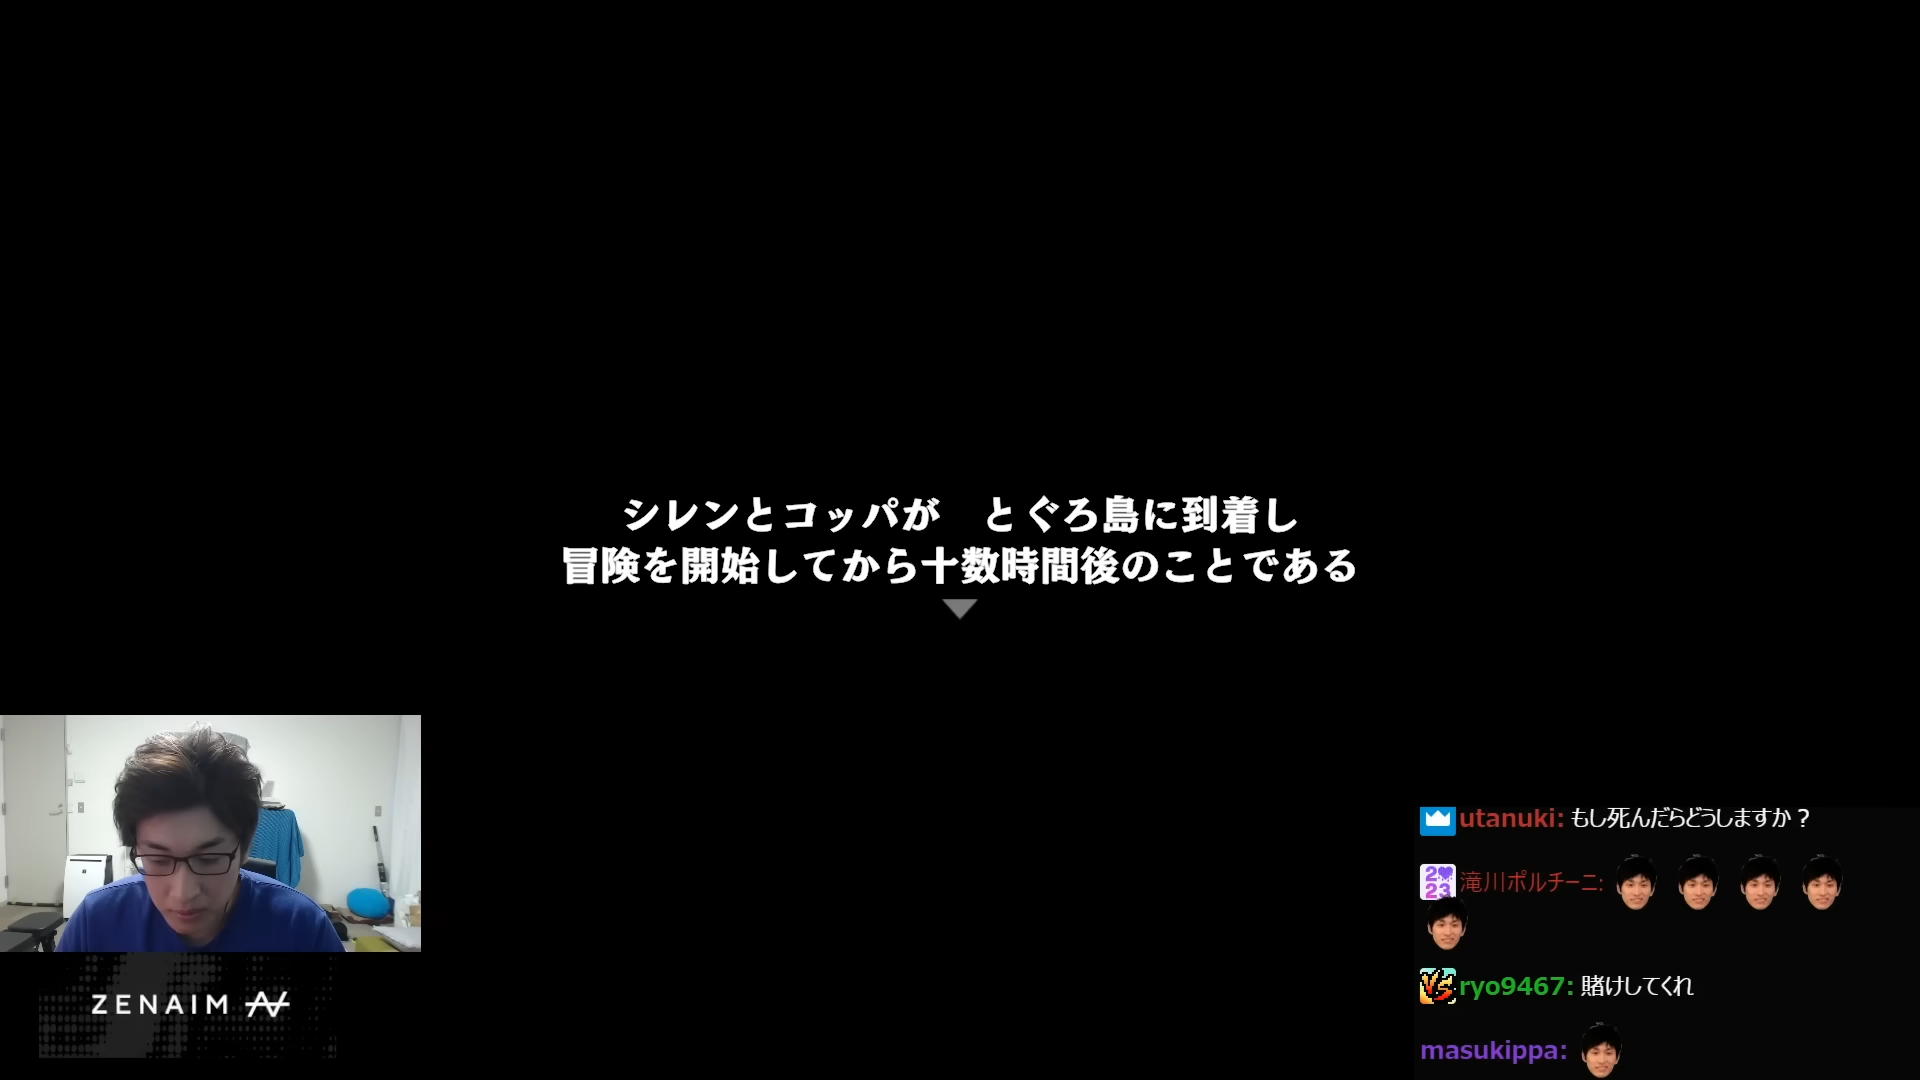 シレンとコッパが　とぐろ島に到着し
冒険を開始してから十数時間後のことである
ZENAIM
utanuki: もし死んだらどうしますか？
2023
滝川ポルチーニ:
VS
ryo9467: 賭けしてくれ
masukippa: